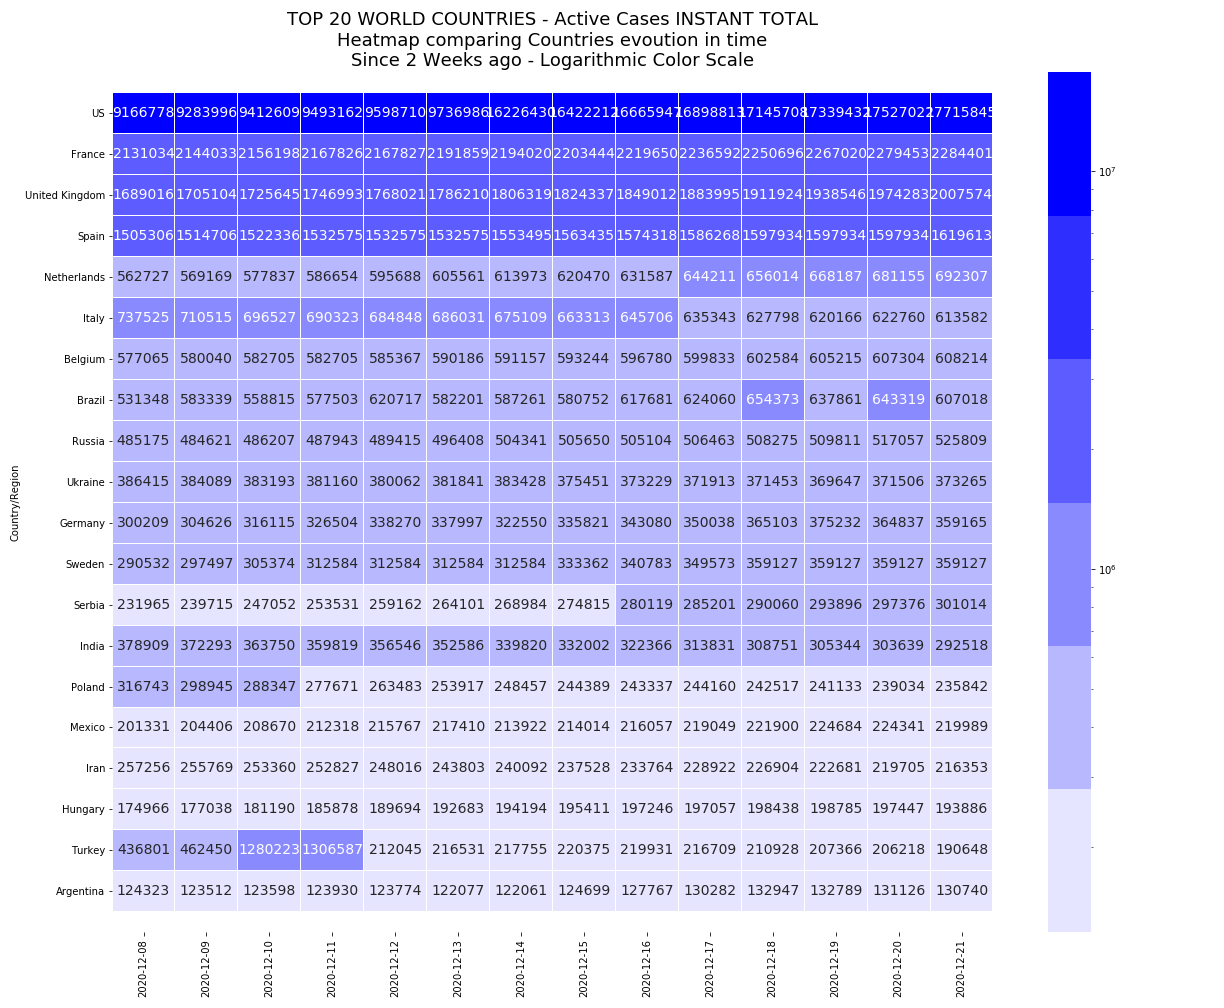 TOP 20 WORLD COUNTRIES - Active Cases INSTANT TOTAL
Heatmap comparing Countries evoution in time
Since 2 Weeks ago - Logarithmic Color Scale
Country/Region
US 9166778 9283996 9412609 9493162 9598710 9736986 16226430 16422212 16665947 16898813 17145708 17339432 17527022 17715845
France 2131034 2144033 2156198 2167826 2167827 2191859 2194020 2203444 2219650 2236592 2250696 2267020 2279453 2284401
United Kingdom 1689016 1705104 1725645 1746993 1768021 1786210 1806319 1824337 1849012 1883995 1911924 1938546 1974283 2007574
Spain 1505306 1514706 1522336 1532575 1532575 1532575 1553495 1563435 1574318 1586268 1597934 1597934 1597934 1619613
Netherlands 562727 569169 577837 586654 595688 605561 613973 620470 631587 644211 656014 668187 681155 692307
Italy 737525 710515 696527 690323 684848 686031 675109 663313 645706 635343 627798 620166 622760 613582
Belgium 577065 580040 582705 582705 585367 590186 591157 593244 596780 599833 602584 605215 607304 608214
Brazil 531348 583339 558815 577503 620717 582201 587261 580752 617681 624060 654373 637861 643319 607018
Russia 485175 484621 486207 487943 489415 496408 504341 505650 505104 506463 508275 509811 517057 525809
Ukraine 386415 384089 383193 381160 380062 381841 383428 375451 373229 371913 371453 369647 371506 373265
Germany 300209 304626 316115 326504 338270 337997 322550 335821 343080 350038 365103 375232 364837 359165
Sweden 290532 297497 305374 312584 312584 312584 312584 333362 340783 349573 359127 359127 359127 359127
Serbia 231965 239715 247052 253531 259162 264101 268984 274815 280119 285201 290060 293896 297376 301014
India 378909 372293 363750 359819 356546 352586 339820 332002 322366 313831 308751 305344 303639 292518
Poland 316743 298945 288347 277671 263483 253917 248457 244389 243337 244160 242517 241133 239034 235842
Mexico 201331 204406 208670 212318 215767 217410 213922 214014 216057 219049 221900 224684 224341 219989
Iran 257256 255769 253360 252827 248016 243803 240092 237528 233764 228922 226904 222681 219705 216353
Hungary 174966 177038 181190 185878 189694 192683 194194 195411 197246 197057 198438 198785 197447 193886
Turkey 436801 462450 1280223 1306587 212045 216531 217755 220375 219931 216709 210928 207366 206218 190648
Argentina 124323 123512 123598 123930 123774 122077 122061 124699 127767 130282 132947 132789 131126 130740
2020-12-08 2020-12-09 2020-12-10 2020-12-11 2020-12-12 2020-12-13 2020-12-14 2020-12-15 2020-12-16 2020-12-17 2020-12-18 2020-12-19 2020-12-20 2020-12-21
10⁷
10⁶